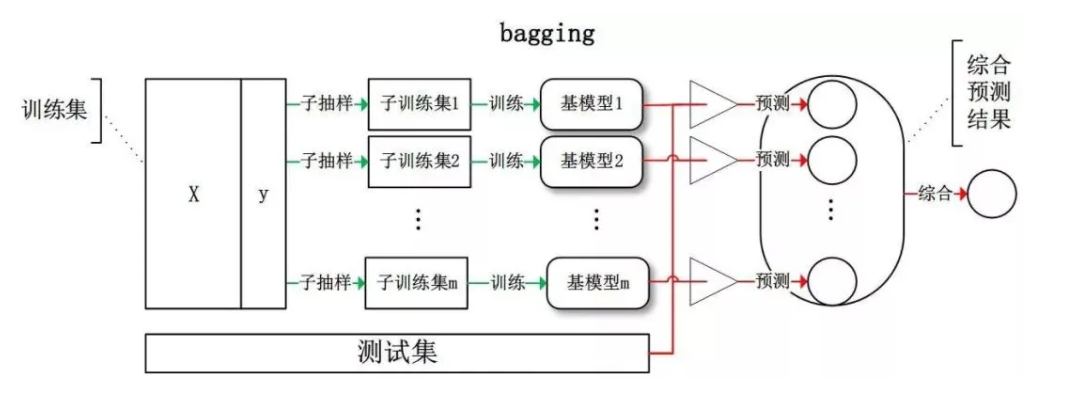 bagging
训练集
X
y
子抽样
子训练集1
训练
基模型1
预测
子抽样
子训练集2
训练
基模型2
预测
⋮
⋮
⋮
子抽样
子训练集m
训练
基模型m
预测
测试集
综合
预测
结果
综合